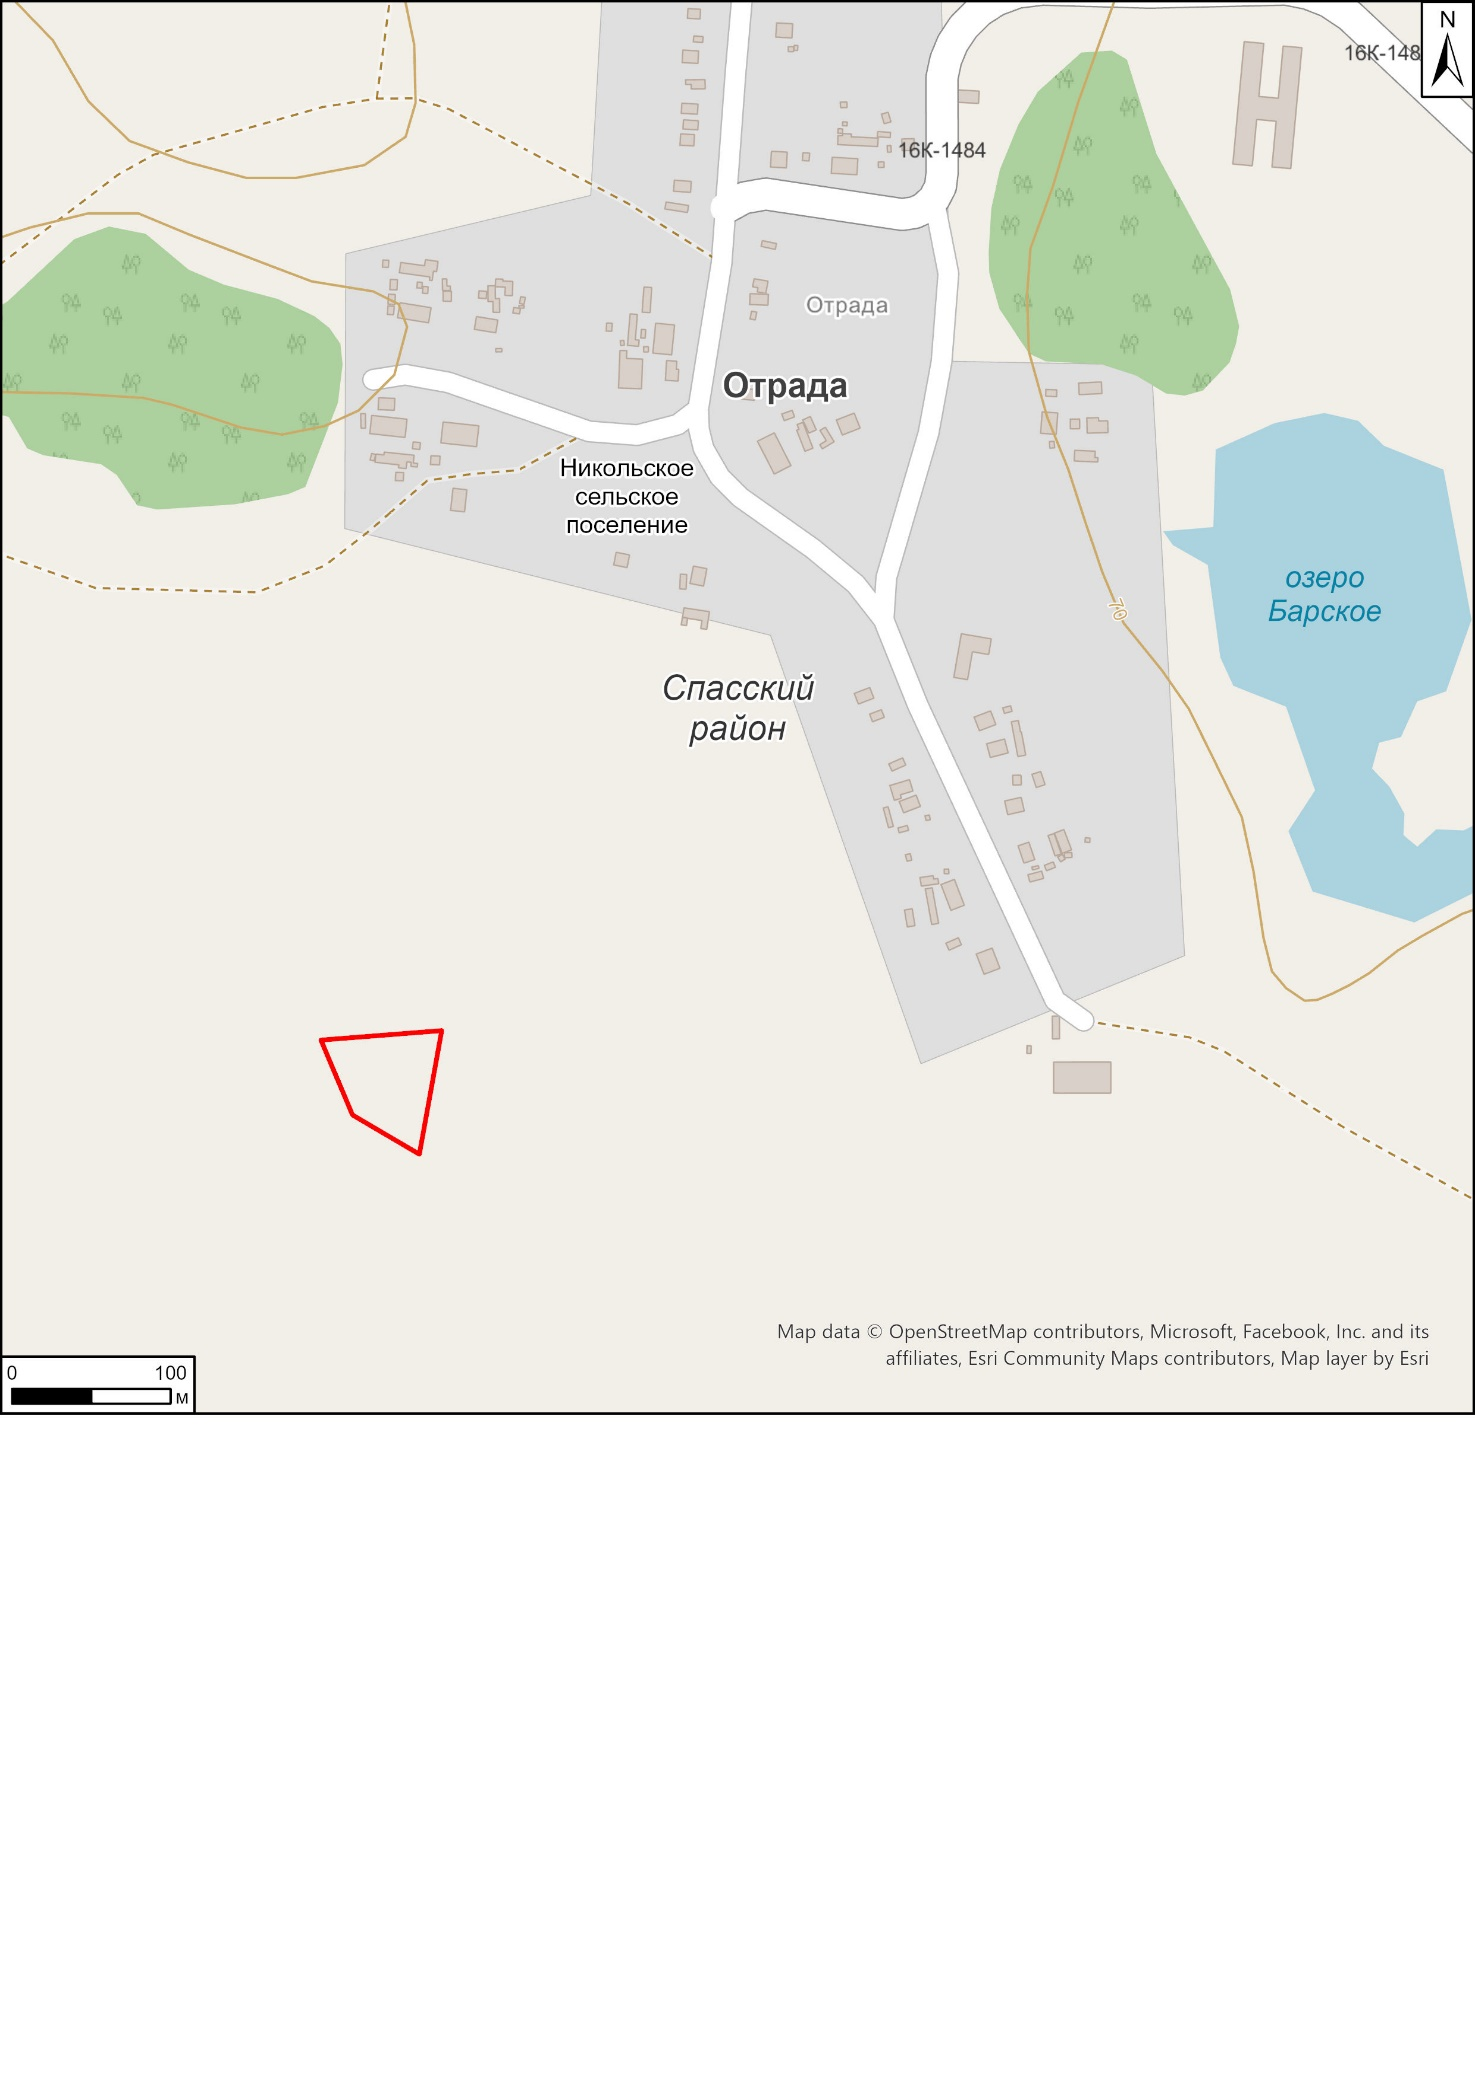 N
16К-148
16К-1484
Отрада
Отрада
Никольское
сельское
поселение
озеро
Барское
70
Спасский
район
Map data © OpenStreetMap contributors, Microsoft, Facebook, Inc. and its
affiliates, Esri Community Maps contributors, Map layer by Esri
0 100
м